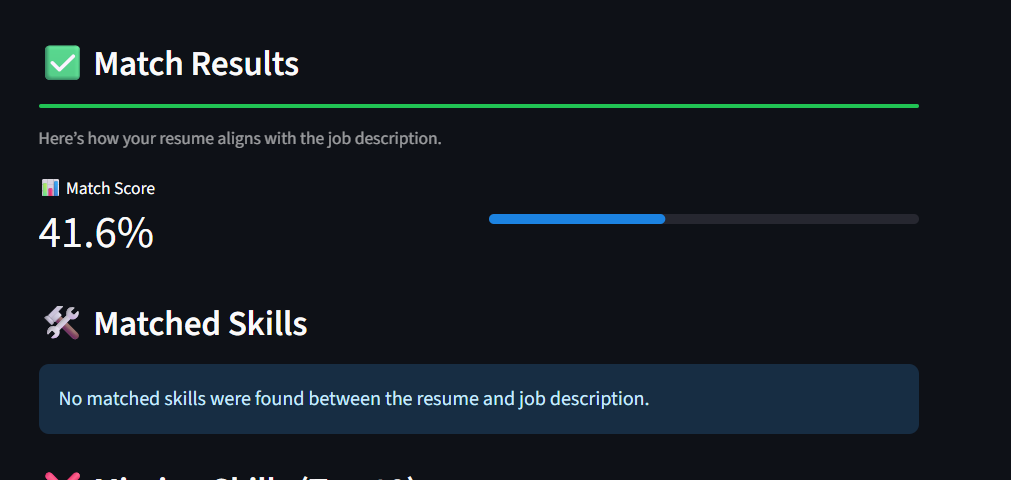 Match Results
Here’s how your resume aligns with the job description.
Match Score
41.6%
Matched Skills
No matched skills were found between the resume and job description.